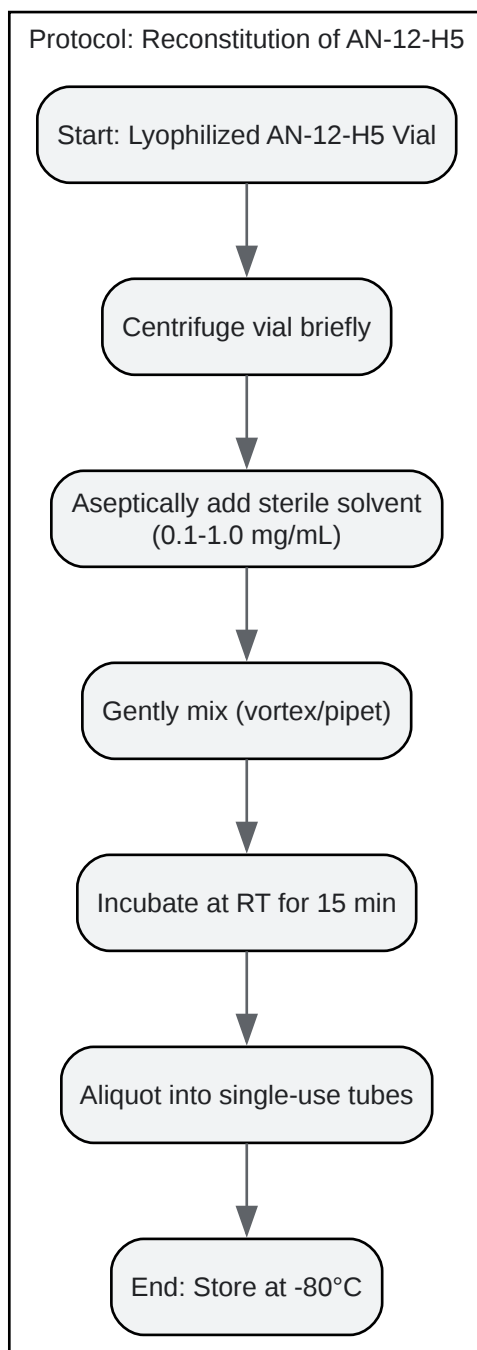 Protocol: Reconstitution of AN-12-H5
Start: Lyophilized AN-12-H5 Vial
Centrifuge vial briefly
Aseptically add sterile solvent
(0.1-1.0 mg/mL)
Gently mix (vortex/pipet)
Incubate at RT for 15 min
Aliquot into single-use tubes
End: Store at -80°C